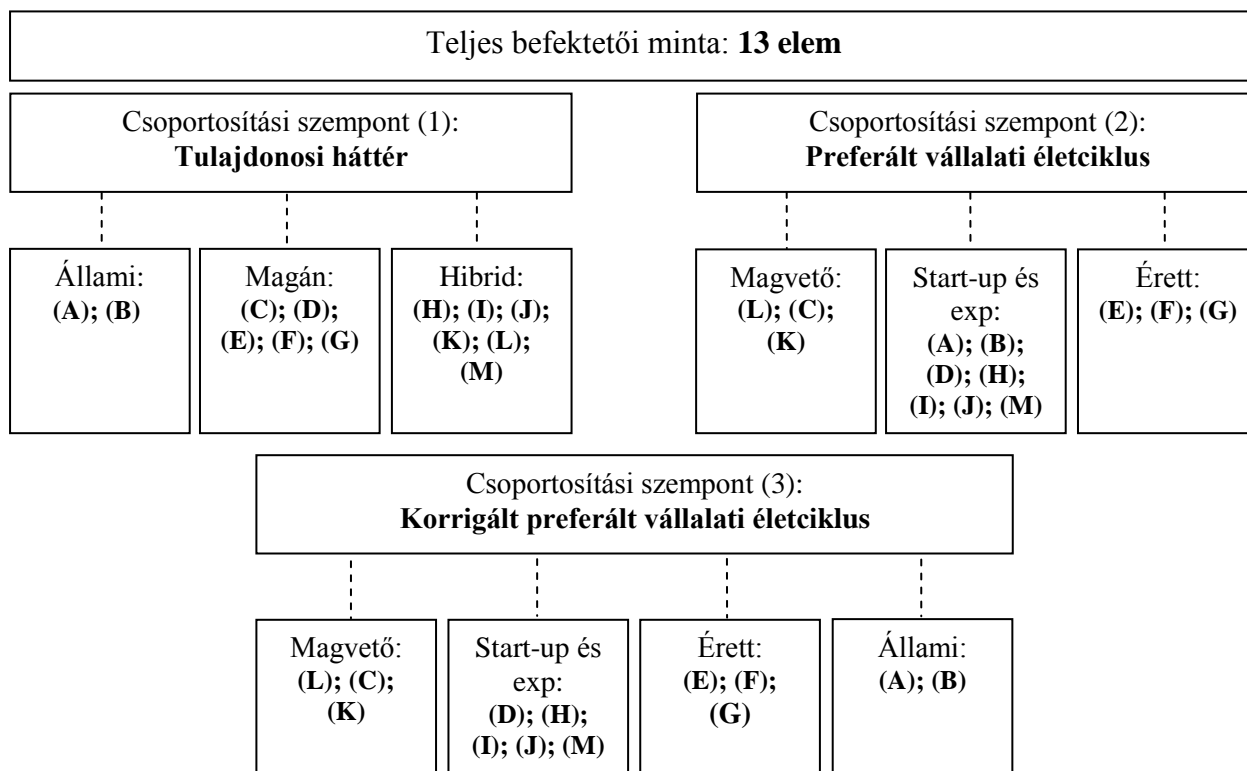 Teljes befektetői minta: 13 elem
Csoportosítási szempont (1):
Tulajdonosi háttér
Csoportosítási szempont (2):
Preferált vállalati életciklus
Állami:
(A); (B)
Magán:
(C); (D);
(E); (F); (G)
Hibrid:
(H); (I); (J);
(K); (L);
(M)
Magvető:
(L); (C);
(K)
Start-up és
exp:
(A); (B);
(D); (H);
(I); (J); (M)
Érett:
(E); (F); (G)
Csoportosítási szempont (3):
Korrigált preferált vállalati életciklus
Magvető:
(L); (C);
(K)
Start-up és
exp:
(D); (H);
(I); (J); (M)
Érett:
(E); (F);
(G)
Állami:
(A); (B)